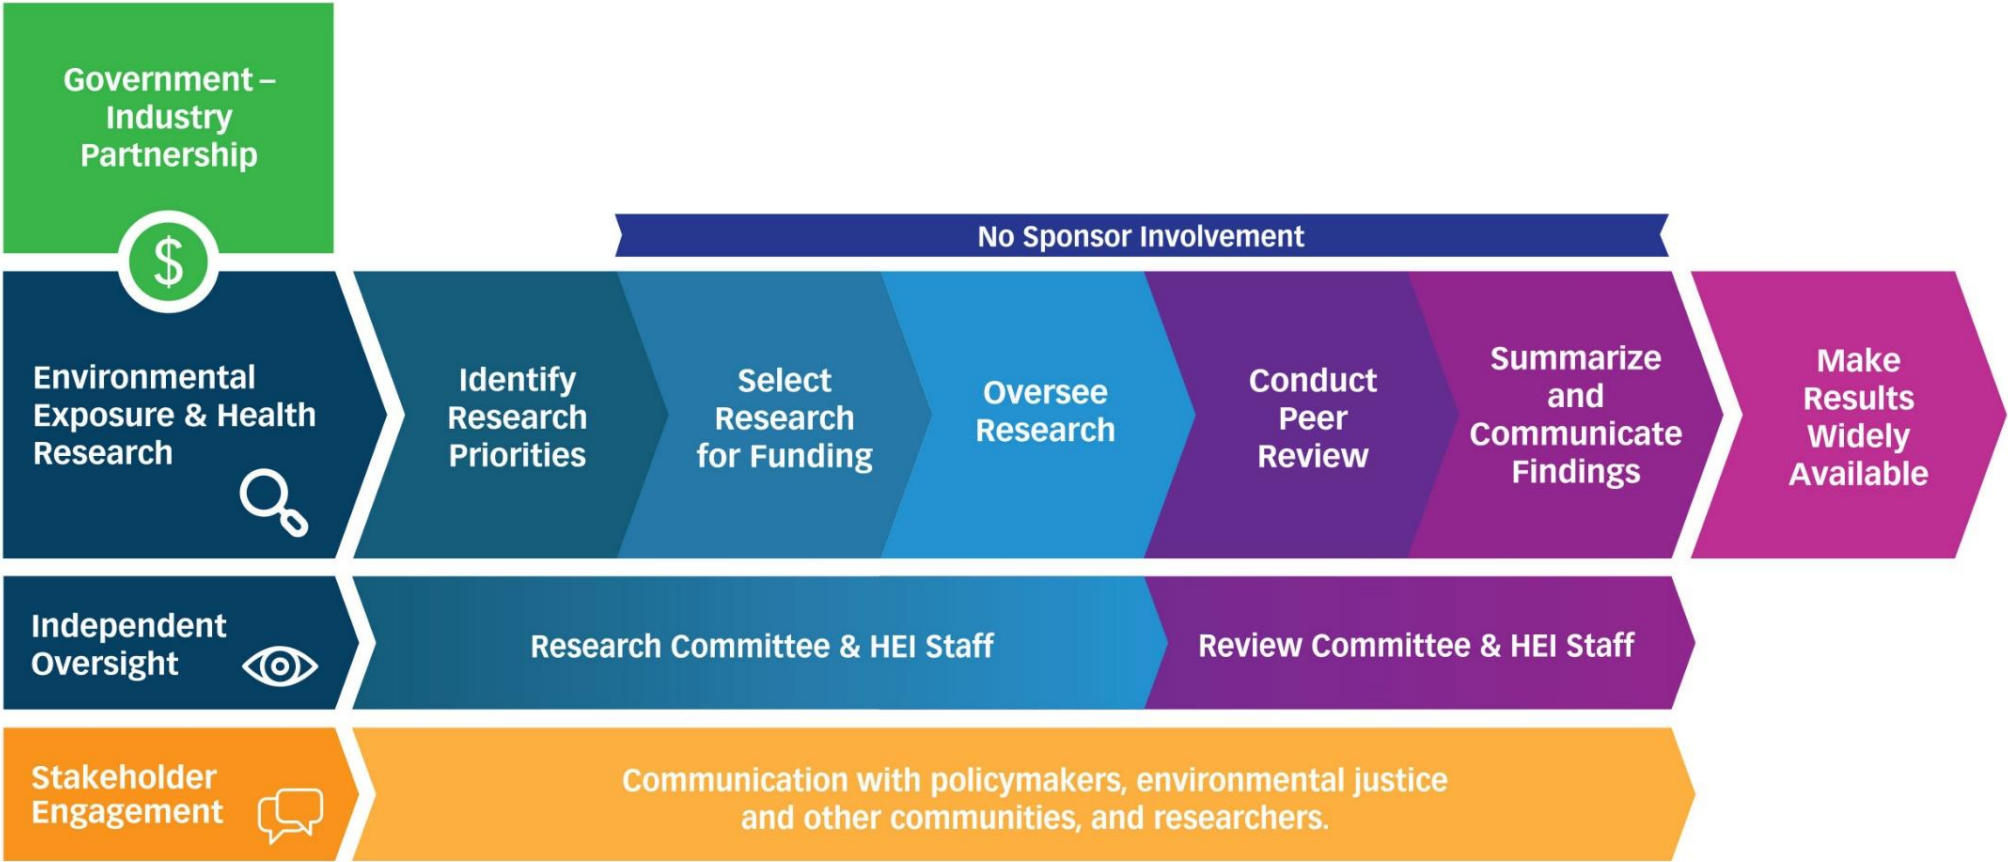 Government –
Industry
Partnership
$
No Sponsor Involvement
Environmental
Exposure & Health
Research
Identify
Research
Priorities
Select
Research
for Funding
Oversee
Research
Conduct
Peer
Review
Summarize
and
Communicate
Findings
Make
Results
Widely
Available
Independent
Oversight
Research Committee & HEI Staff
Review Committee & HEI Staff
Stakeholder
Engagement
Communication with policymakers, environmental justice
and other communities, and researchers.